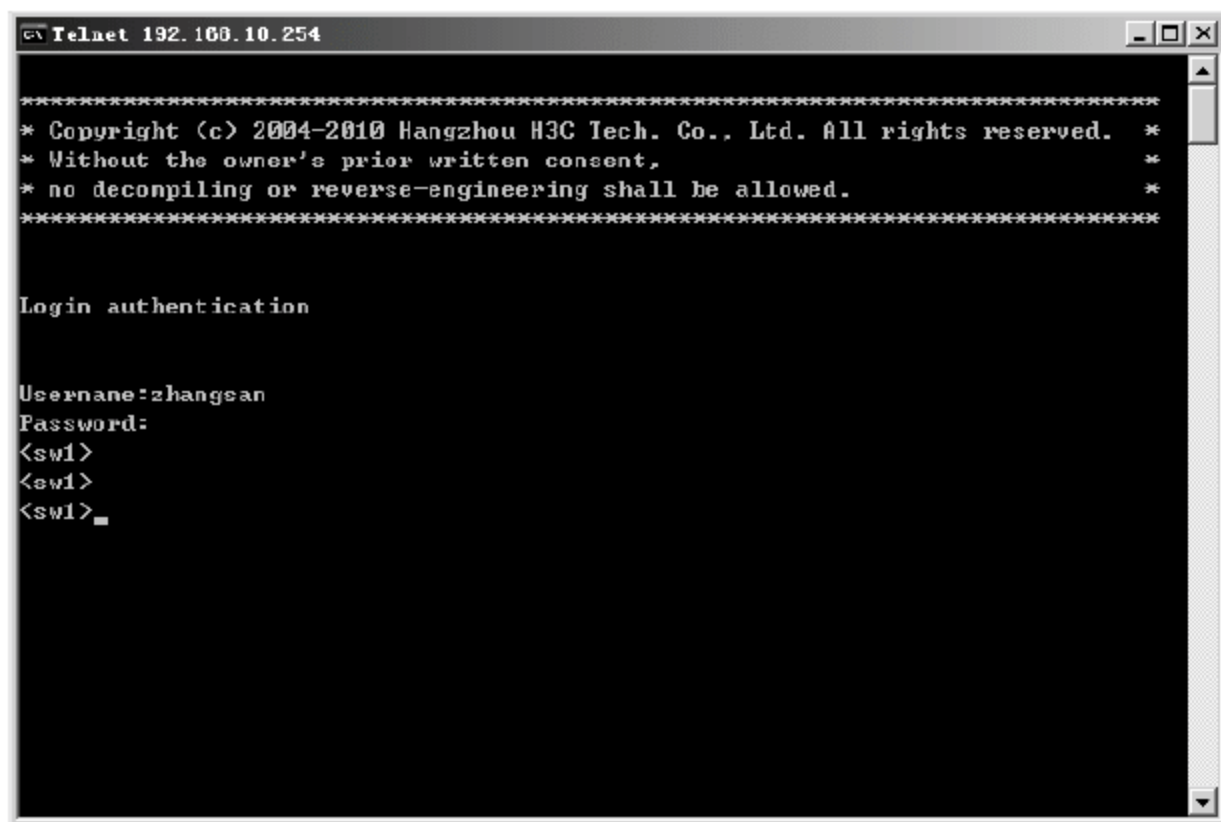 Telnet 192.168.10.254
********************************************************************************
* Copyright (c) 2004-2010 Hangzhou H3C Tech. Co., Ltd. All rights reserved. *
* Without the owner's prior written consent, *
* no decompiling or reverse-engineering shall be allowed. *
********************************************************************************
Login authentication
Username:zhangsan
Password:
<sw1>
<sw1>
<sw1>_